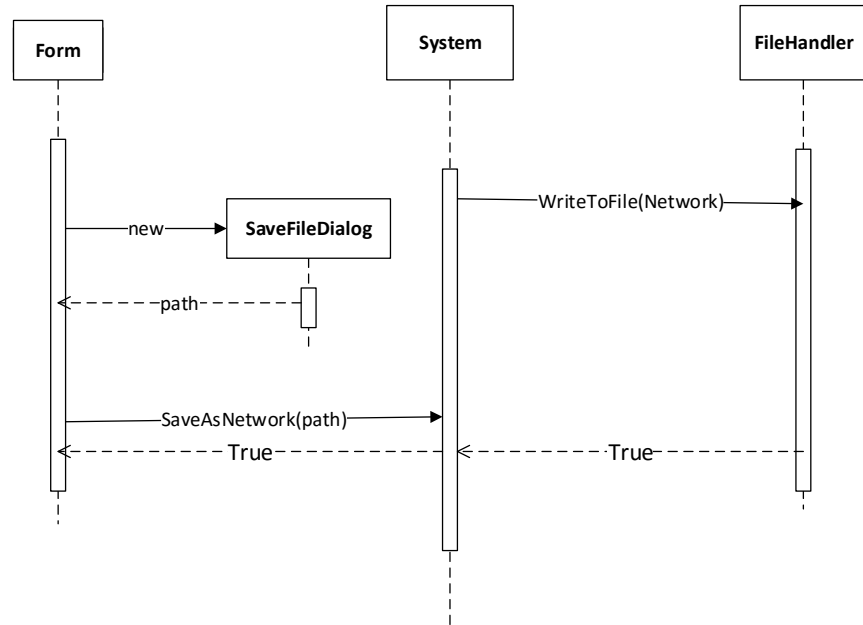 Form
System
FileHandler
WriteToFile(Network)
new
SaveFileDialog
path
SaveAsNetwork(path)
True
True